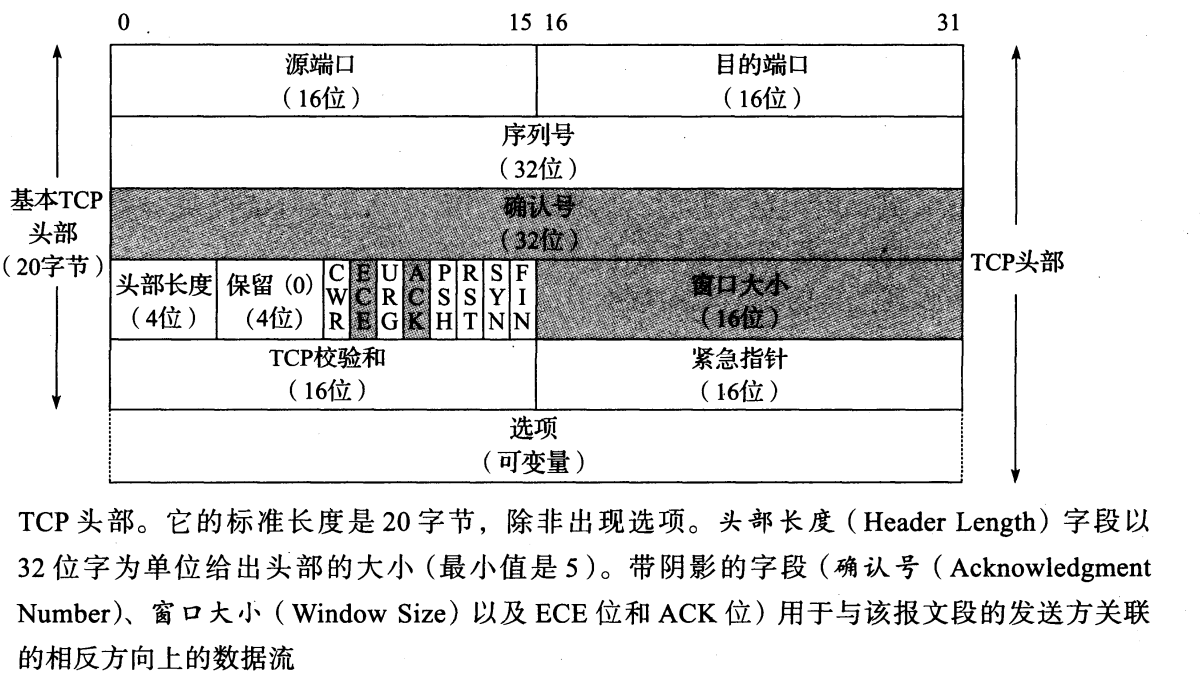 0 15 16 31
源端口 目的端口
（16位） （16位）
序列号
（32位）
基本TCP
头部
（20字节）
确认号
（32位）
TCP头部
头部长度 保留 (0) CWR ECE URG ACK PSH RST SYN FIN 窗口大小
（4位） （4位） （16位）
TCP校验和 紧急指针
（16位） （16位）
选项
（可变量）
TCP 头部。它的标准长度是 20 字节，除非出现选项。头部长度（Header Length）字段以
32 位字为单位给出头部的大小（最小值是 5）。带阴影的字段（确认号（Acknowledgment
Number）、窗口大小（Window Size）以及 ECE 位和 ACK 位）用于与该报文段的发送方关联
的相反方向上的数据流